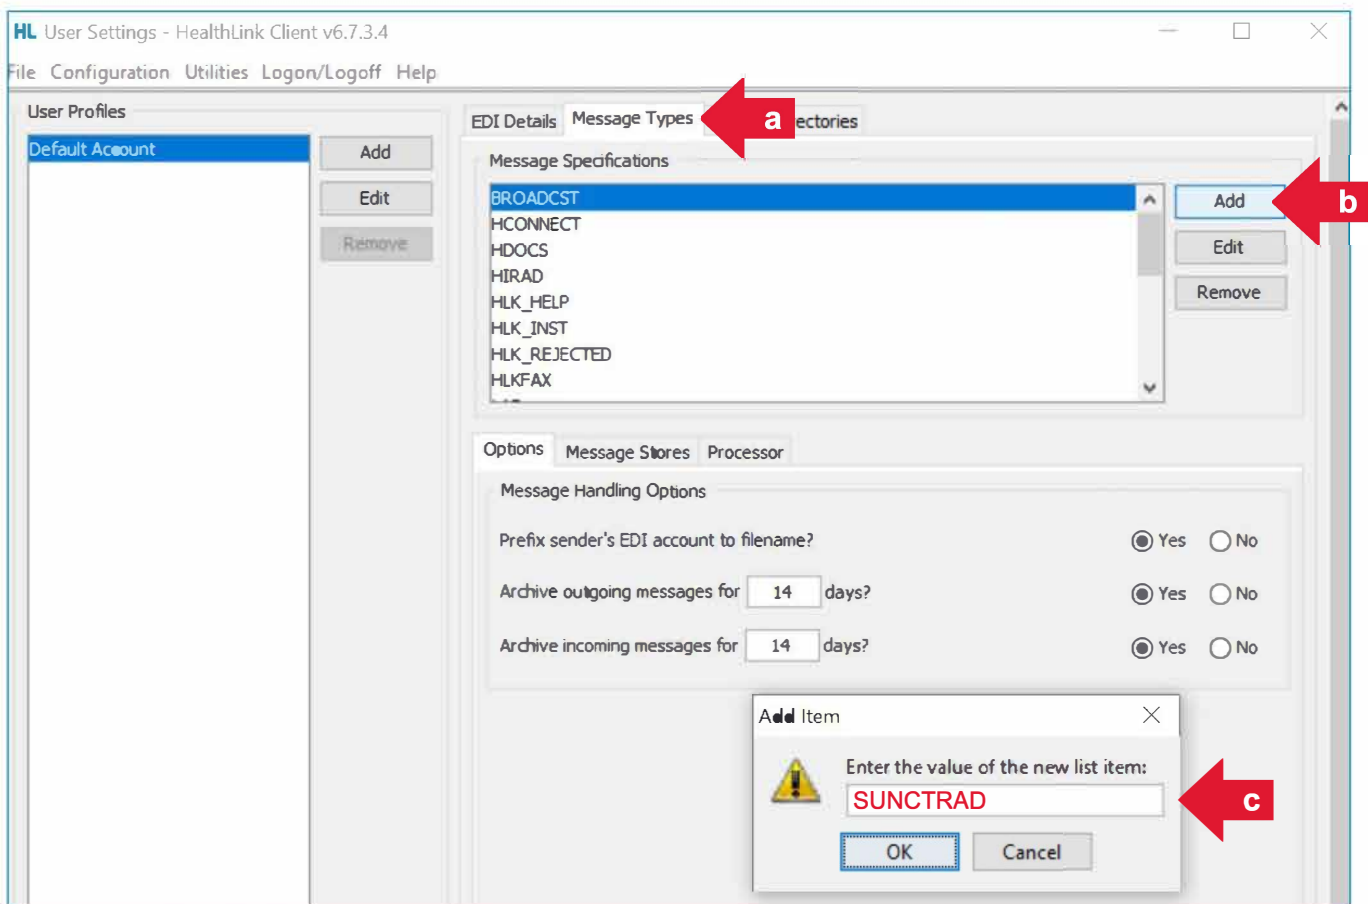 HL User Settings - HealthLink Client v6.7.3.4
File Configuration Utilities Logon/Logoff Help
User Profiles
Default Account
Add
Edit
Remove
EDI Details Message Types a ectories
Message Specifications
BROADCST
HCONNECT
HDOCS
HIRAD
HLK_HELP
HLK_INST
HLK_REJECTED
HLKFAX
Add b
Edit
Remove
Options Message Stores Processor
Message Handling Options
Prefix sender's EDI account to filename? Yes No
Archive outgoing messages for 14 days? Yes No
Archive incoming messages for 14 days? Yes No
Add Item
Enter the value of the new list item:
SUNCTRAD c
OK Cancel